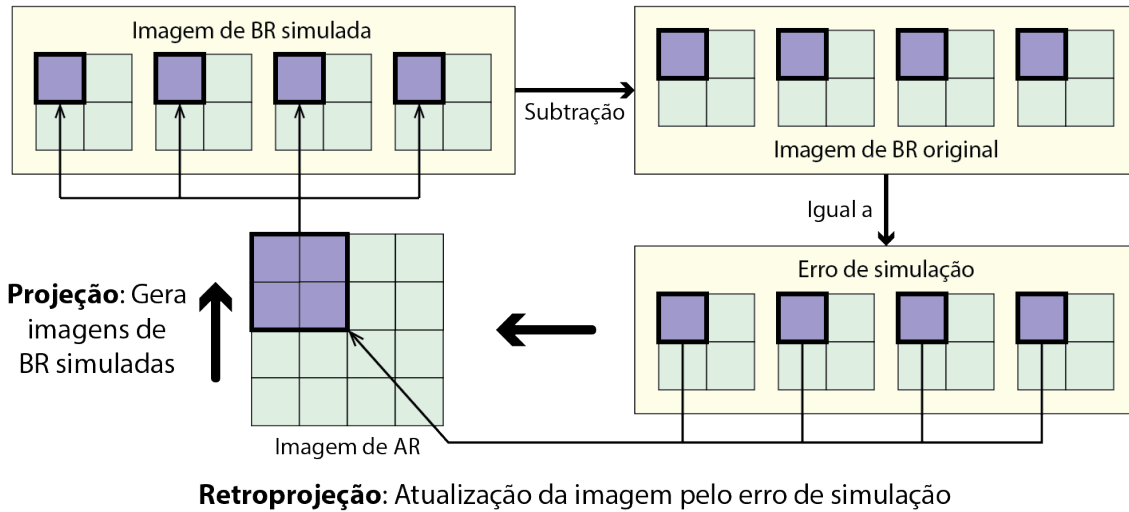 Imagem de BR simulada
Subtração
Imagem de BR original
Igual a
Erro de simulação
Projeção: Gera
imagens de
BR simuladas
Imagem de AR
Retroprojeção: Atualização da imagem pelo erro de simulação